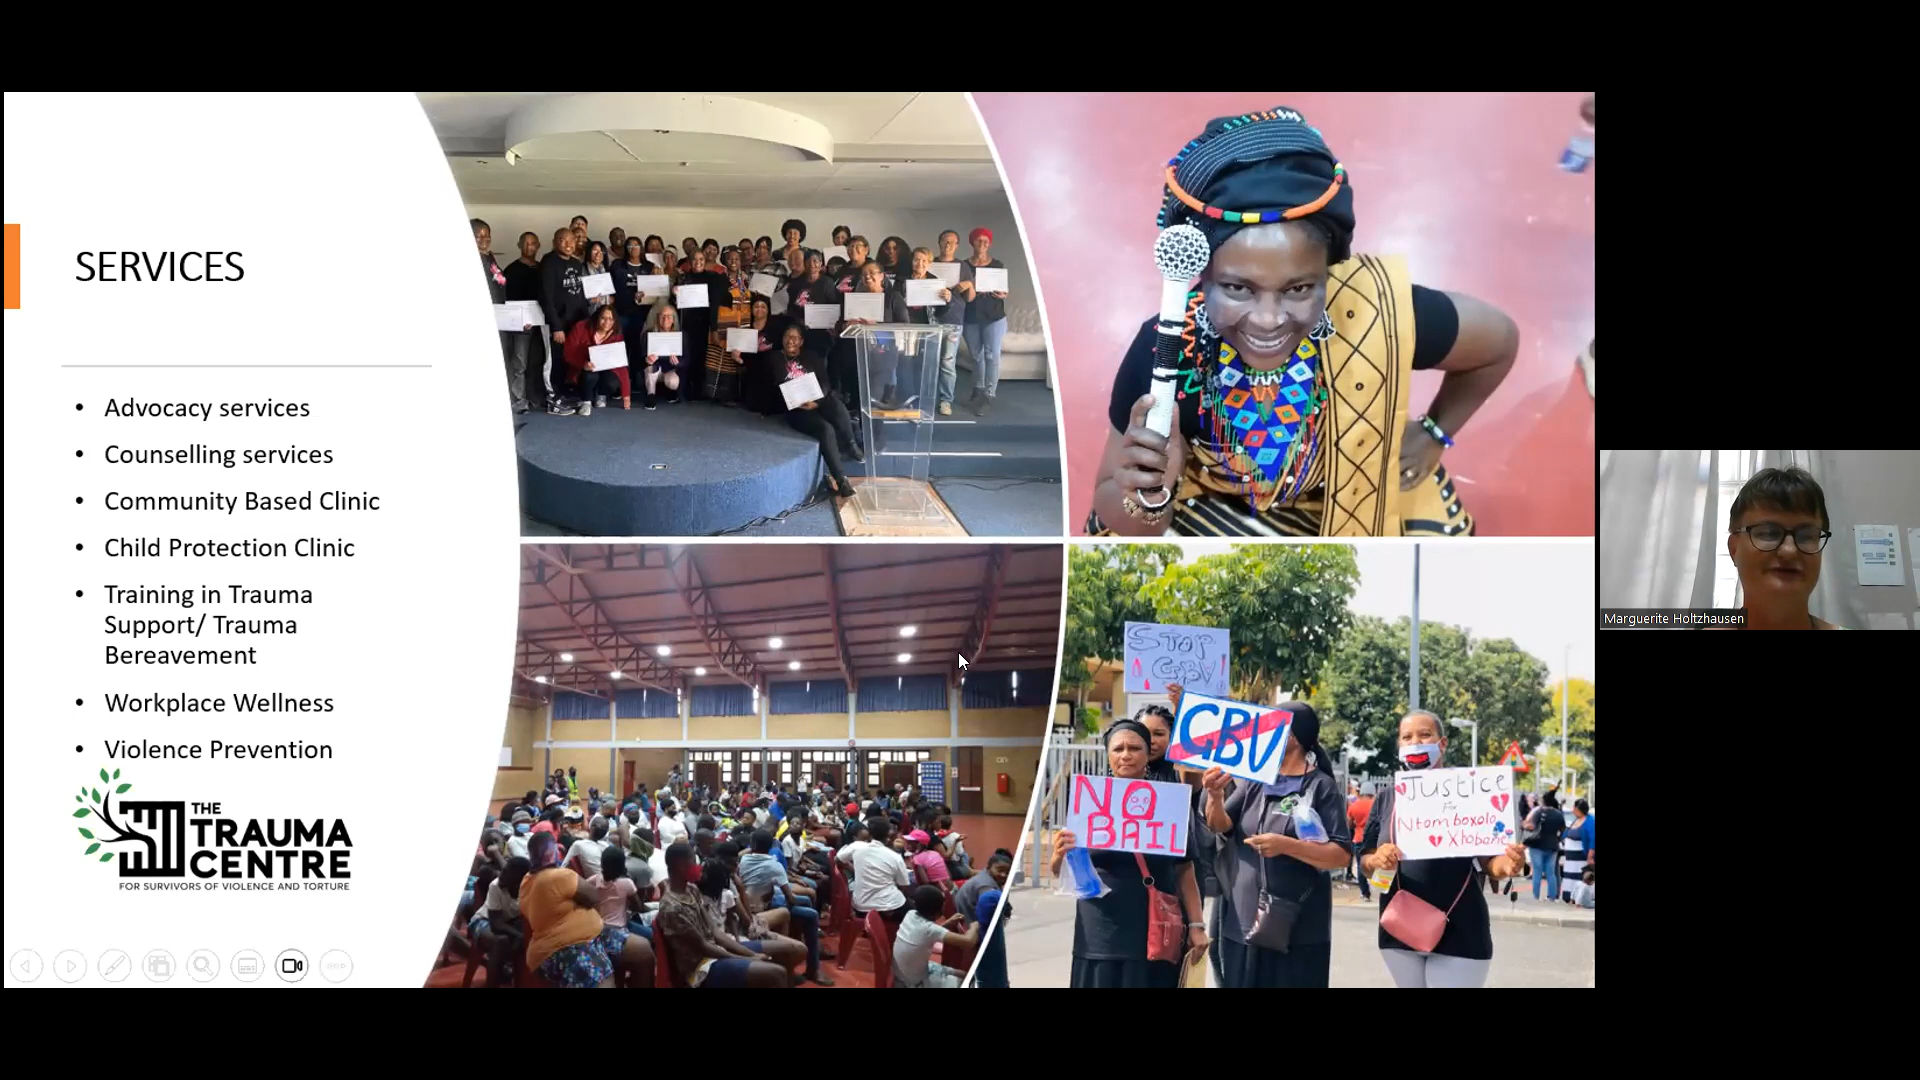 SERVICES
• Advocacy services
• Counselling services
• Community Based Clinic
• Child Protection Clinic
• Training in Trauma
Support/ Trauma
Bereavement
• Workplace Wellness
• Violence Prevention
THE
TRAUMA
CENTRE
FOR SURVIVORS OF VIOLENCE AND TORTURE
STOP
GBV!
GBV
NO
BAIL
Justice
For
Ntomboxolo
Marguerite Holtzhausen